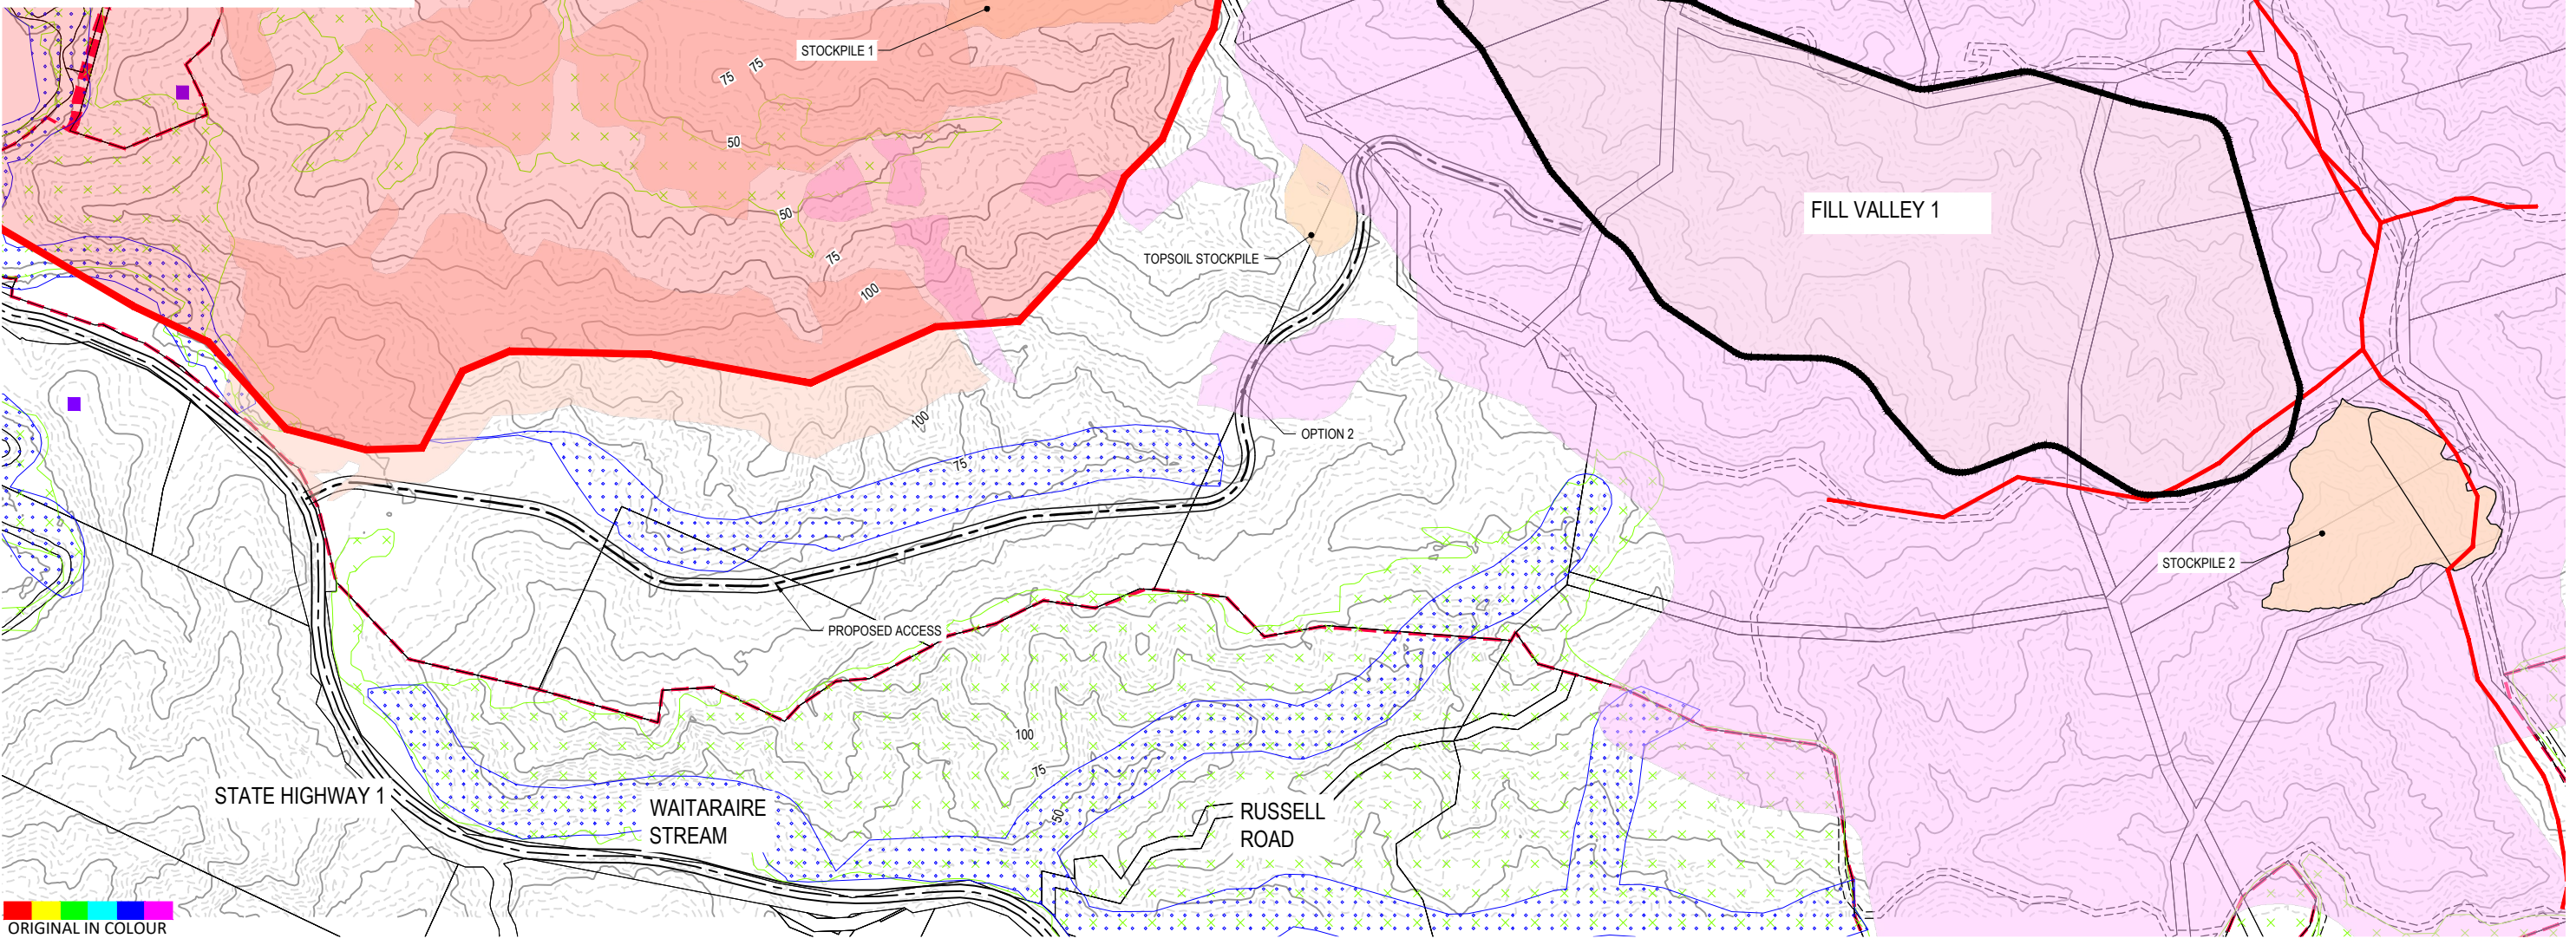 STOCKPILE 1
75
75
50
FILL VALLEY 1
50
75
TOPSOIL STOCKPILE
100
100
OPTION 2
75
STOCKPILE 2
PROPOSED ACCESS
100
75
STATE HIGHWAY 1
WAITARAIRE
STREAM
50
RUSSELL
ROAD
ORIGINAL IN COLOUR